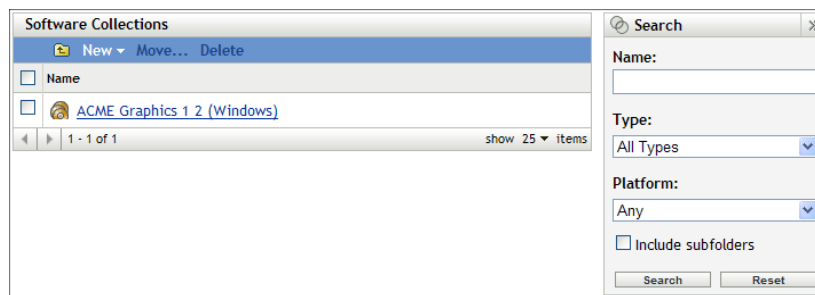 Software Collections
New Move... Delete
Name
ACME Graphics 1 2 (Windows)
1 - 1 of 1 show 25 items
Search
Name:
Type:
All Types
Platform:
Any
Include subfolders
Search Reset